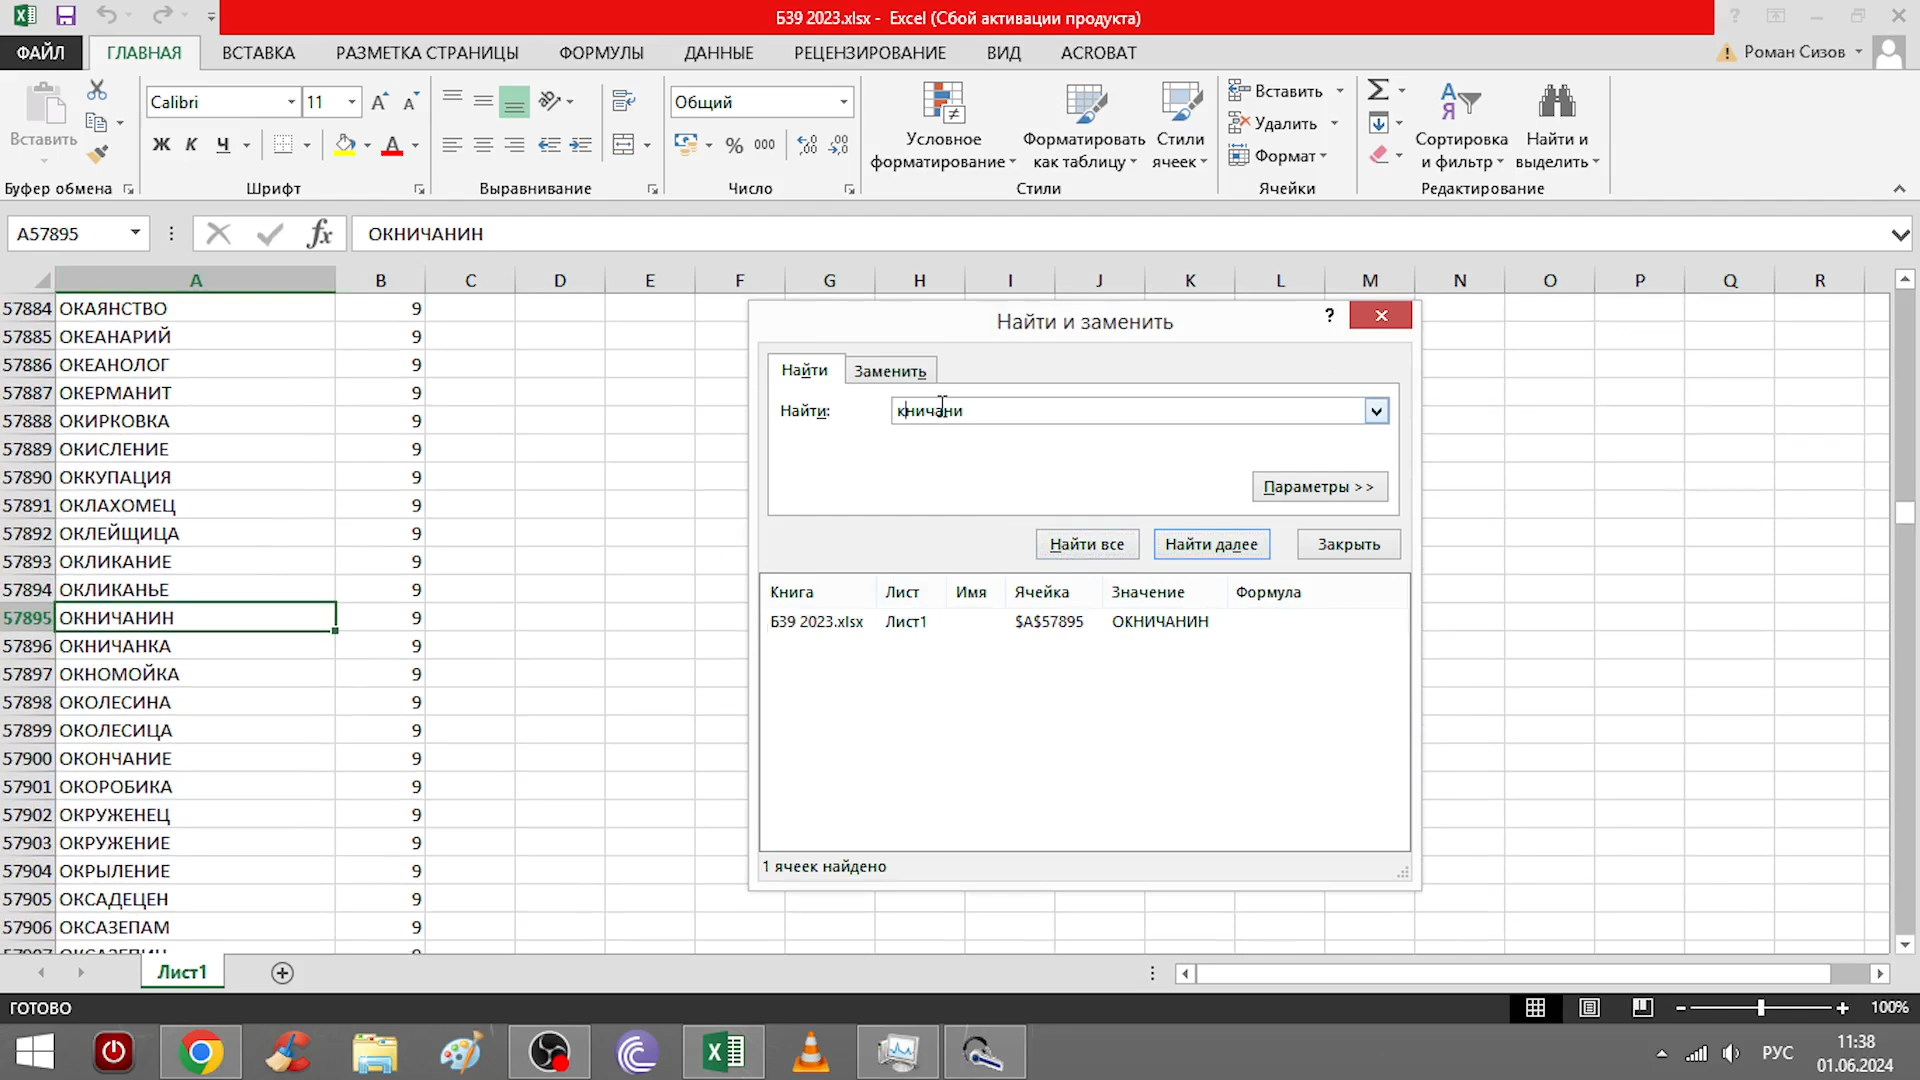 БЗ9 2023.xlsx - Excel (Сбой активации продукта)
ФАЙЛ ГЛАВНАЯ ВСТАВКА РАЗМЕТКА СТРАНИЦЫ ФОРМУЛЫ ДАННЫЕ РЕЦЕНЗИРОВАНИЕ ВИД ACROBAT Роман Сизов
Вставить
Calibri 11
Ж К Ч
Общий
% 000
Условное форматирование
Форматировать как таблицу
Стили ячеек
Вставить
Удалить
Формат
Сортировка и фильтр
Найти и выделить
Буфер обмена Шрифт Выравнивание Число Стили Ячейки Редактирование
A57895 fx ОКНИЧАНИН
A B C D E F G H I J K L M N O P Q R
57884 ОКАЯНСТВО 9
57885 ОКЕАНАРИЙ 9
57886 ОКЕАНОЛОГ 9
57887 ОКЕРМАНИТ 9
57888 ОКИРКОВКА 9
57889 ОКИСЛЕНИЕ 9
57890 ОККУПАЦИЯ 9
57891 ОКЛАХОМЕЦ 9
57892 ОКЛЕЙЩИЦА 9
57893 ОКЛИКАНИЕ 9
57894 ОКЛИКАНЬЕ 9
57895 ОКНИЧАНИН 9
57896 ОКНИЧАНКА 9
57897 ОКНОМОЙКА 9
57898 ОКОЛЕСИНА 9
57899 ОКОЛЕСИЦА 9
57900 ОКОНЧАНИЕ 9
57901 ОКОРОБИКА 9
57902 ОКРУЖЕНЕЦ 9
57903 ОКРУЖЕНИЕ 9
57904 ОКРЫЛЕНИЕ 9
57905 ОКСАДЕЦЕН 9
57906 ОКСАЗЕПАМ 9
Найти и заменить
Найти Заменить
Найти: кничани
Параметры >>
Найти все Найти далее Закрыть
Книга Лист Имя Ячейка Значение Формула
БЗ9 2023.xlsx Лист1 $A$57895 ОКНИЧАНИН
1 ячеек найдено
Лист1
ГОТОВО 100%
РУС
11:38
01.06.2024